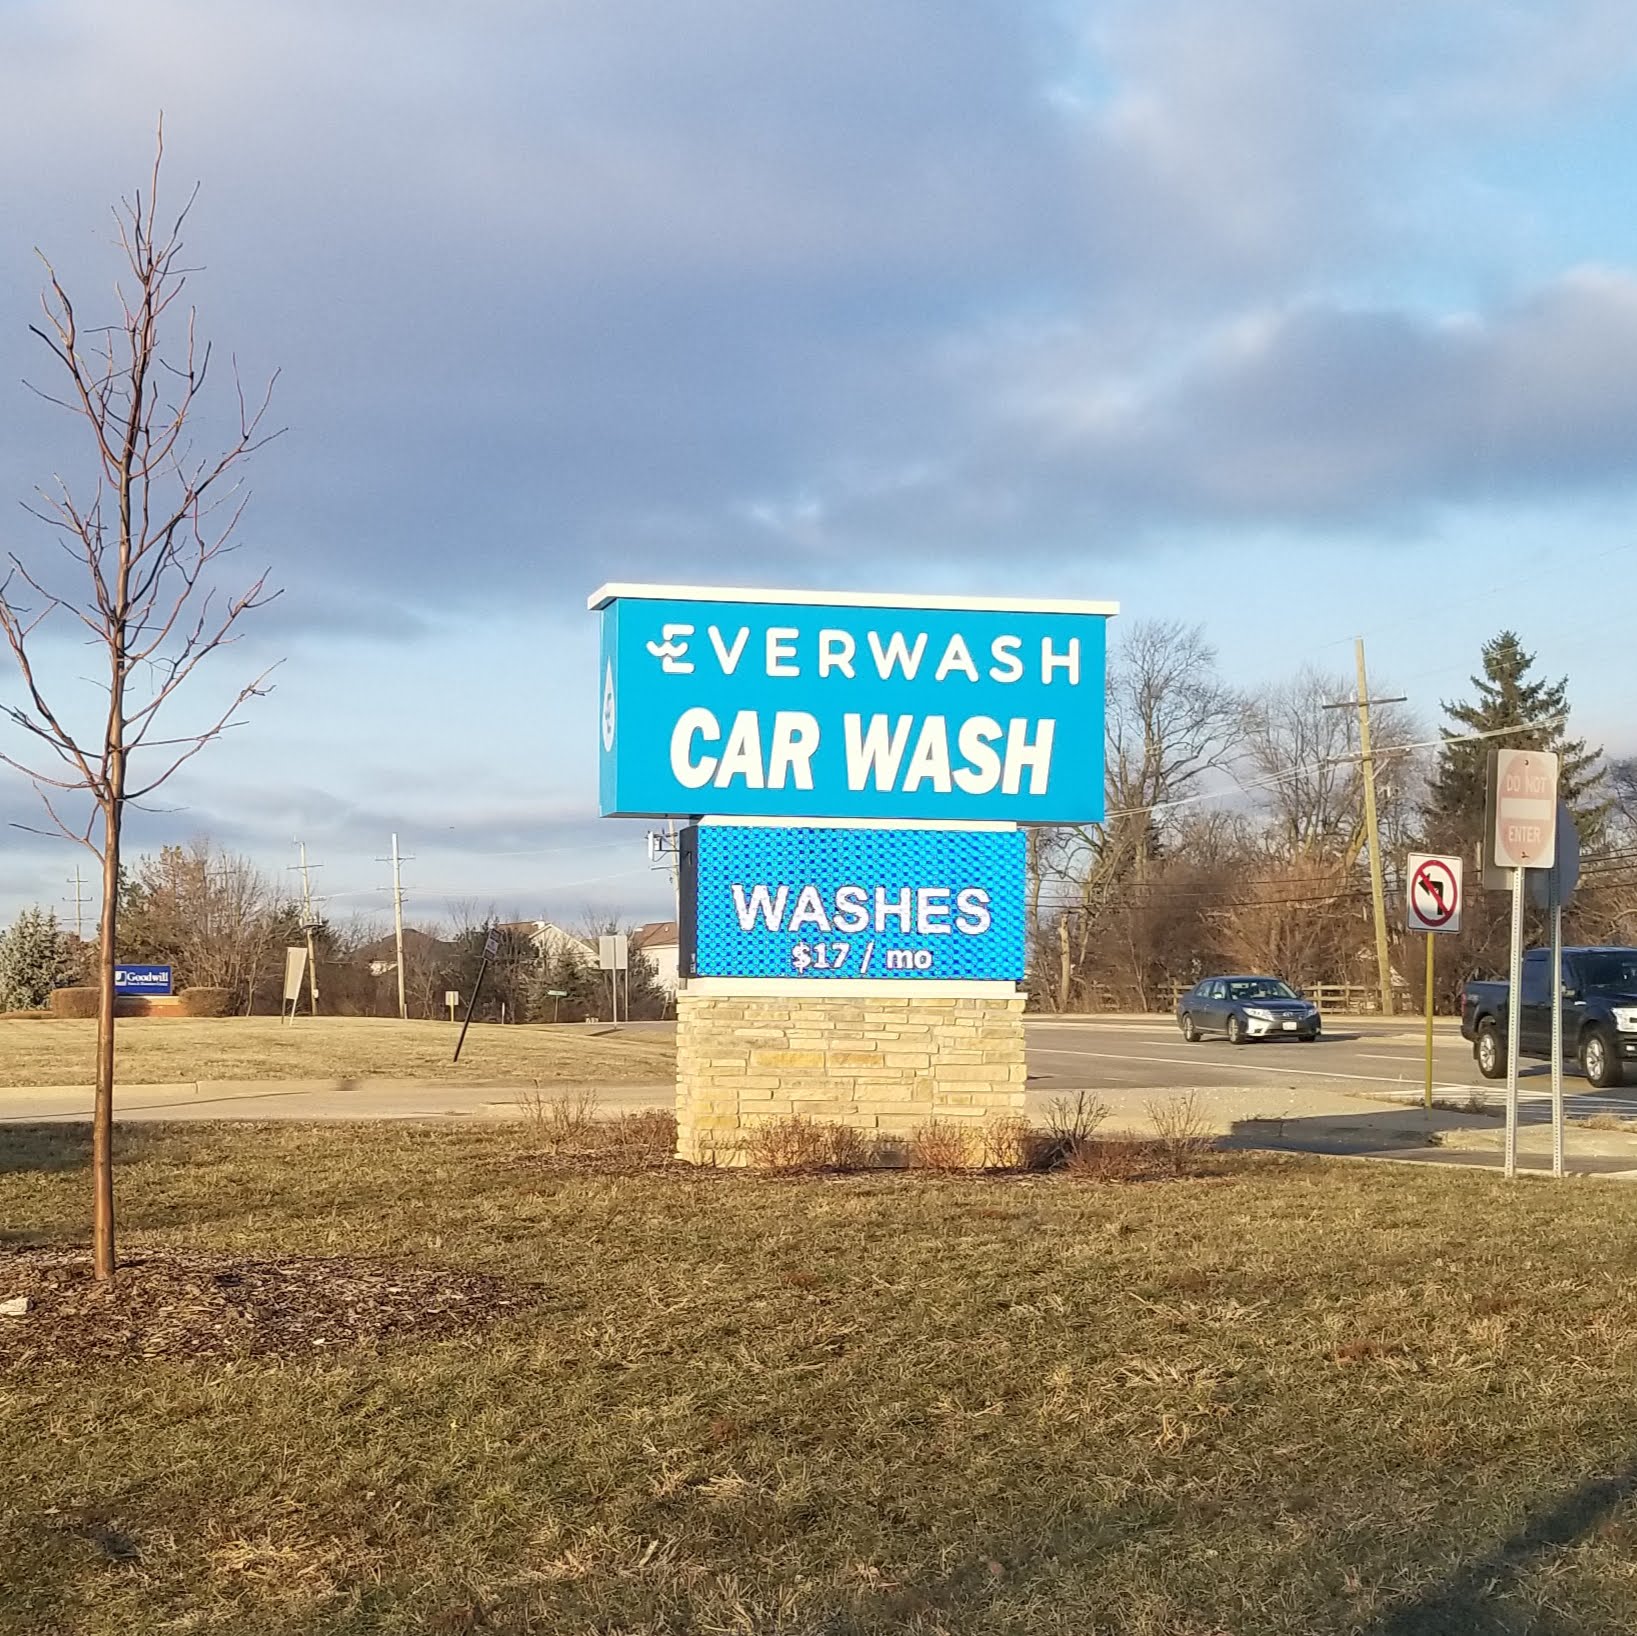 EVERWASH
CAR WASH
WASHES
$17 / mo
Goodwill
DO NOT
ENTER